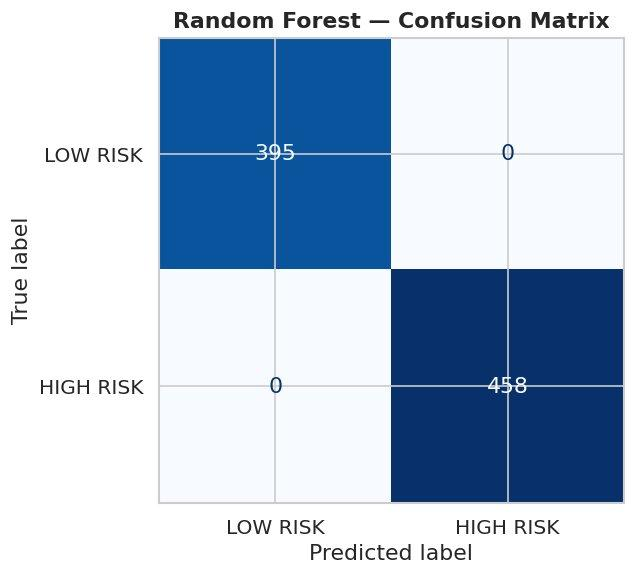 Random Forest — Confusion Matrix
LOW RISK
395
0
True label
HIGH RISK
0
458
LOW RISK
HIGH RISK
Predicted label